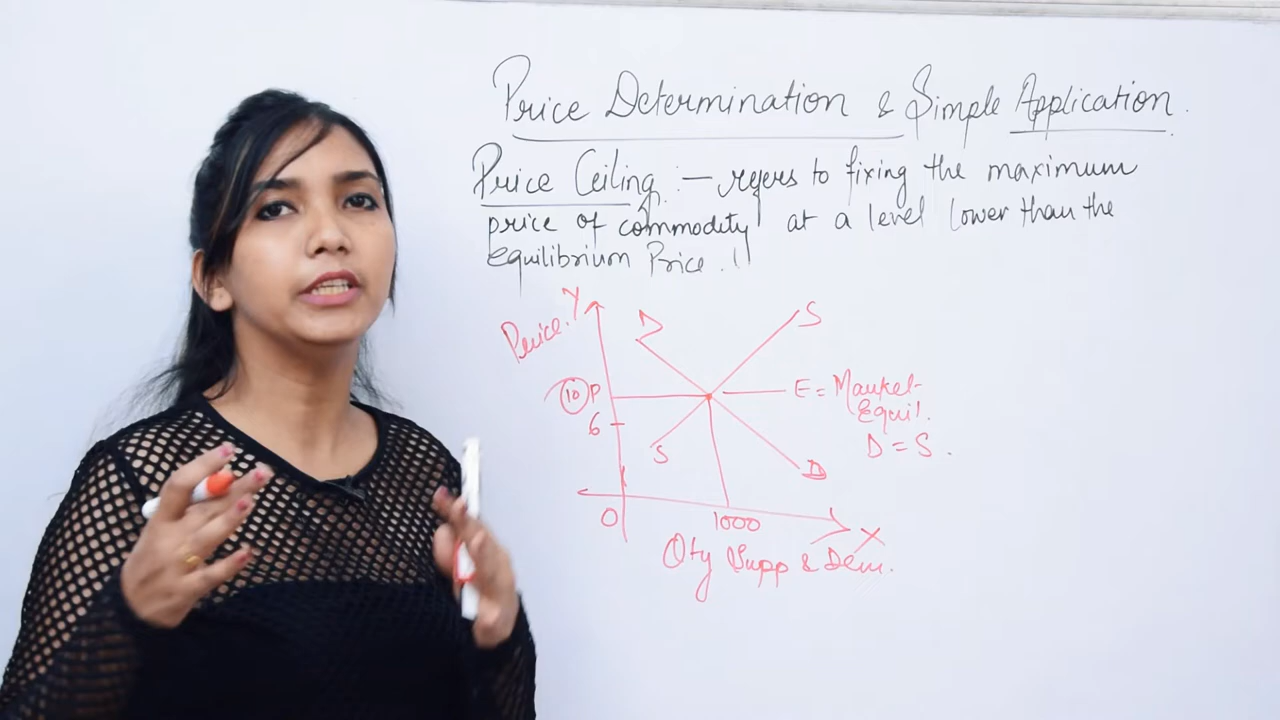 Price Determination & Simple Application.
Price Ceiling :- refers to fixing the maximum
price of commodity at a level lower than the
equilibrium Price.
Y
Price.
D
S
10 P
E = Market
Equil.
6
D = S.
S
D
O
1000
X
Qty Supp & Dem.